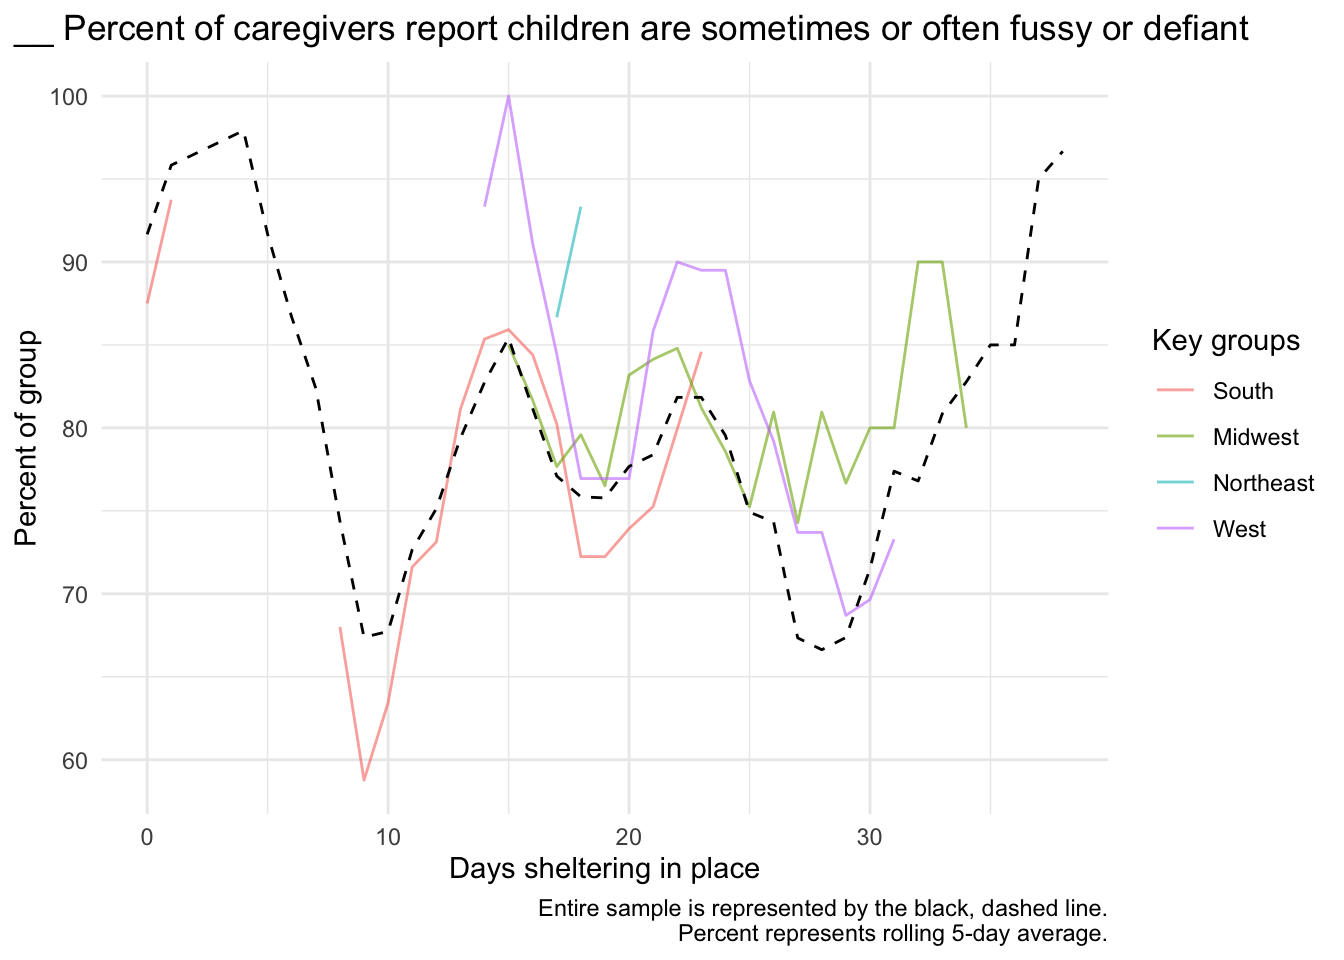 __ Percent of caregivers report children are sometimes or often fussy or defiant
Percent of group
100
90
80
70
60
0 10 20 30
Days sheltering in place
Key groups
South
Midwest
Northeast
West
Entire sample is represented by the black, dashed line.
Percent represents rolling 5-day average.